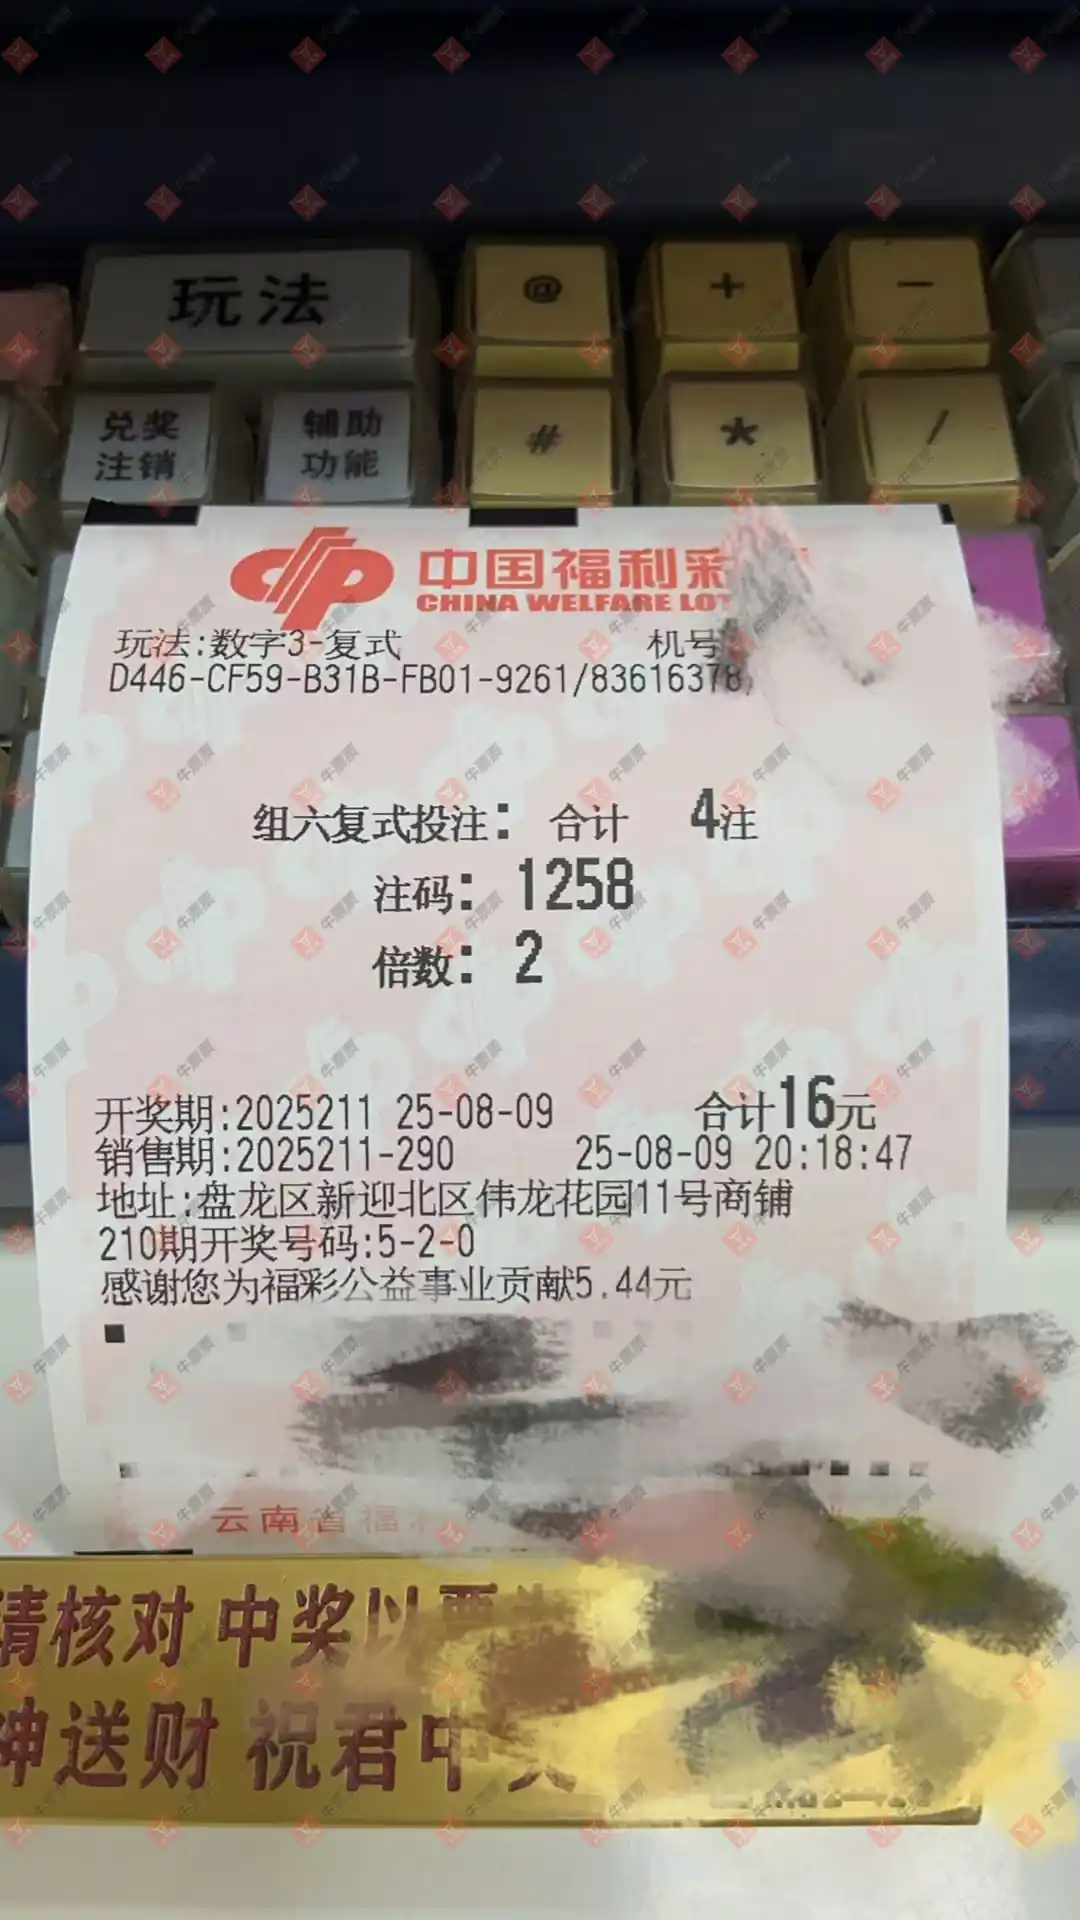 玩法 @ + -
兑奖 辅助
注销 功能 # * /
中国福利彩
CHINA WELFARE LOT
玩法:数字3-复式 机号
D446-CF59-B31B-FB01-9261/83616378
组六复式投注: 合计 4注
注码: 1258
倍数: 2
开奖期:2025211 25-08-09 合计16元
销售期:2025211-290 25-08-09 20:18:47
地址:盘龙区新迎北区伟龙花园11号商铺
210期开奖号码:5-2-0
感谢您为福彩公益事业贡献5.44元
云南省福
请核对 中奖以票
神送财 祝君中
牛票票